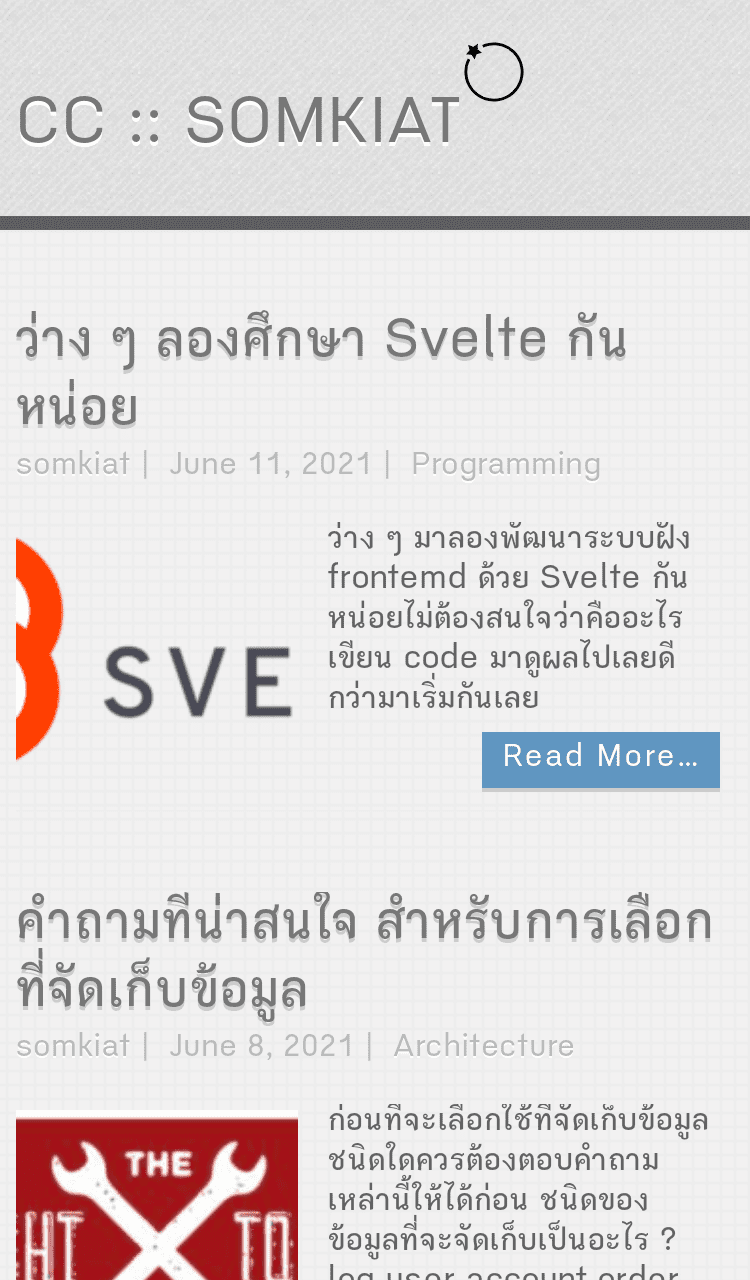 CC :: SOMKIAT
ว่าง ๆ ลองศึกษา Svelte กัน
หน่อย
somkiat | June 11, 2021 | Programming
ว่าง ๆ มาลองพัฒนาระบบฝั่ง
frontemd ด้วย Svelte กัน
หน่อยไม่ต้องสนใจว่าคืออะไร
เขียน code มาดูผลไปเลยดี
กว่ามาเริ่มกันเลย
SVE
Read More...
คำถามที่น่าสนใจ สำหรับการเลือก
ที่จัดเก็บข้อมูล
somkiat | June 8, 2021 | Architecture
ก่อนที่จะเลือกใช้ที่จัดเก็บข้อมูล
ชนิดใดควรต้องตอบคำถาม
เหล่านี้ให้ได้ก่อน ชนิดของ
ข้อมูลที่จะจัดเก็บเป็นอะไร ?
log user account order
THE
GHT TO